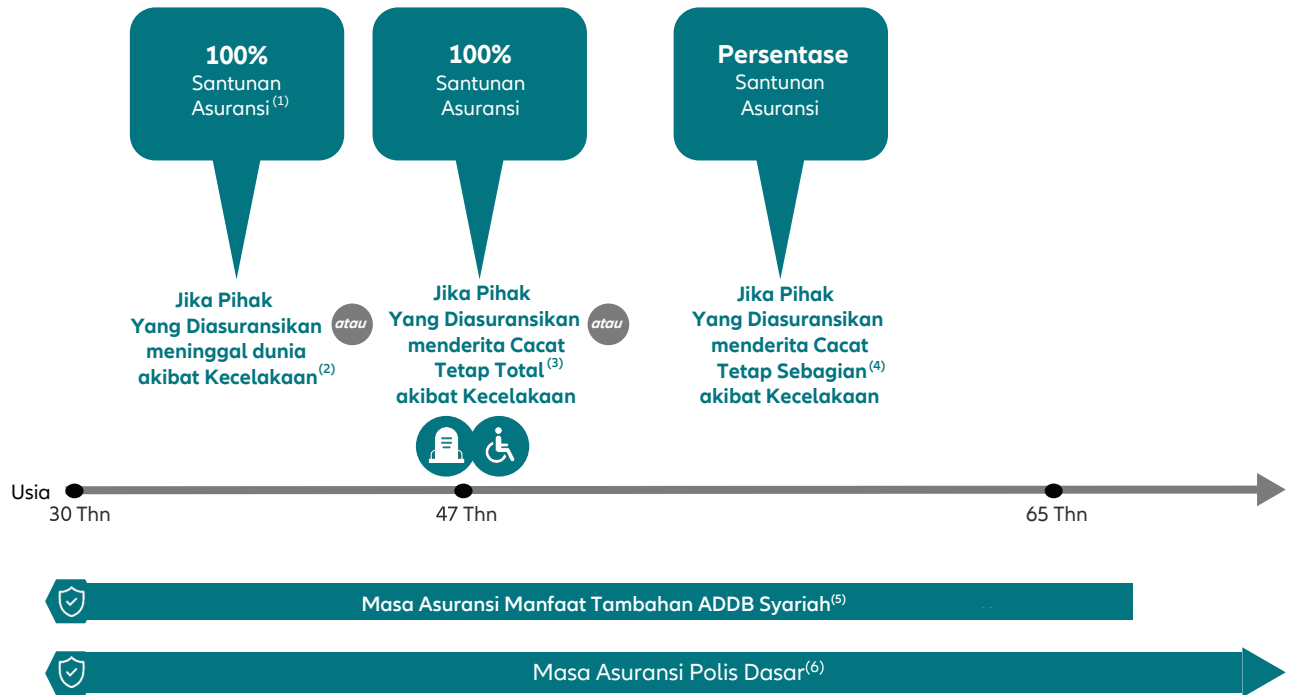 100%
Santunan
Asuransi (1)
100%
Santunan
Asuransi
Persentase
Santunan
Asuransi
Jika Pihak
Yang Diasuransikan
meninggal dunia
akibat Kecelakaan (2)
atau
Jika Pihak
Yang Diasuransikan
menderita Cacat
Tetap Total (3)
akibat Kecelakaan
atau
Jika Pihak
Yang Diasuransikan
menderita Cacat
Tetap Sebagian (4)
akibat Kecelakaan
Usia
30 Thn
47 Thn
65 Thn
Masa Asuransi Manfaat Tambahan ADDB Syariah(5)
Masa Asuransi Polis Dasar(6)